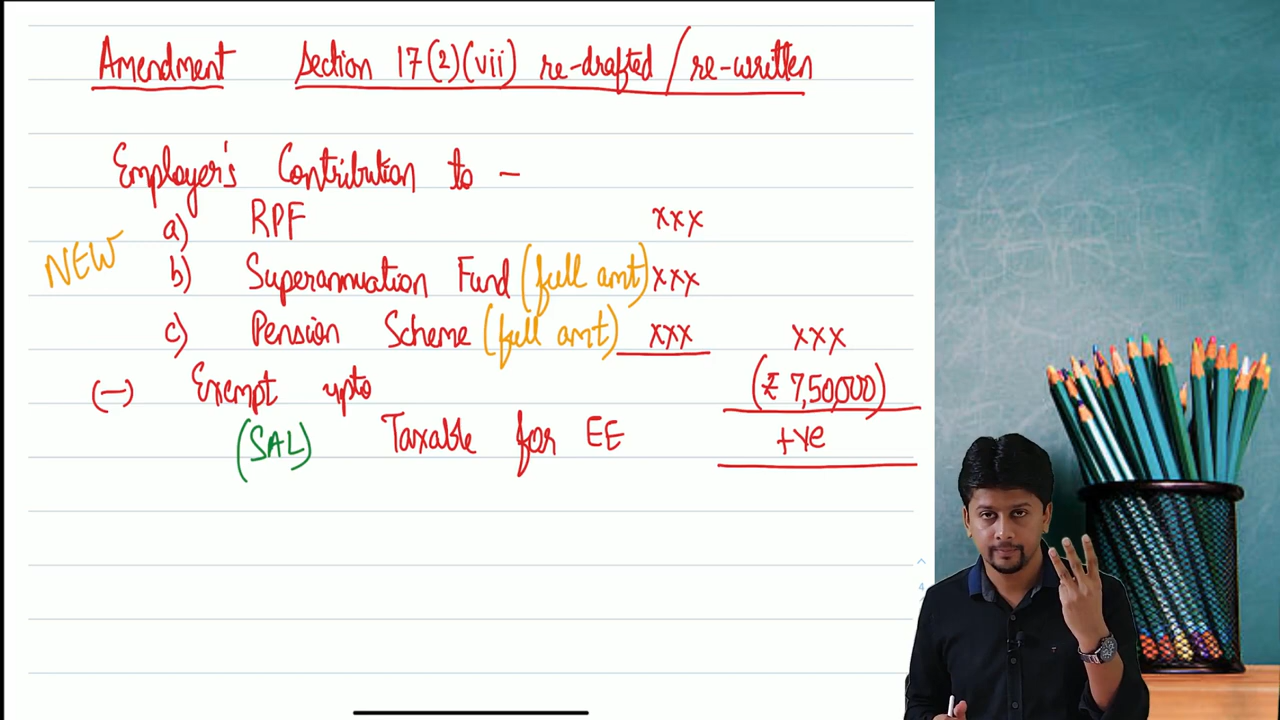 Amendment Section 17(2)(vii) re-drafted / re-written
Employer's Contribution to -
a) RPF xxx
NEW
b) Superannuation Fund (full amt) xxx
c) Pension Scheme (full amt) xxx xxx
(-) Exempt upto (₹ 7,50,000)
(SAL) Taxable for EE +ve
4